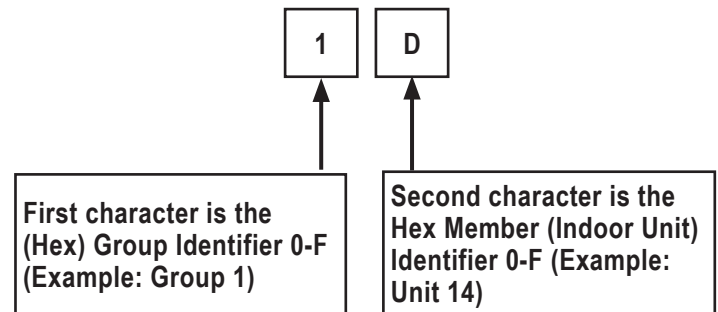 1 D
First character is the
(Hex) Group Identifier 0-F
(Example: Group 1)
Second character is the
Hex Member (Indoor Unit)
Identifier 0-F (Example:
Unit 14)